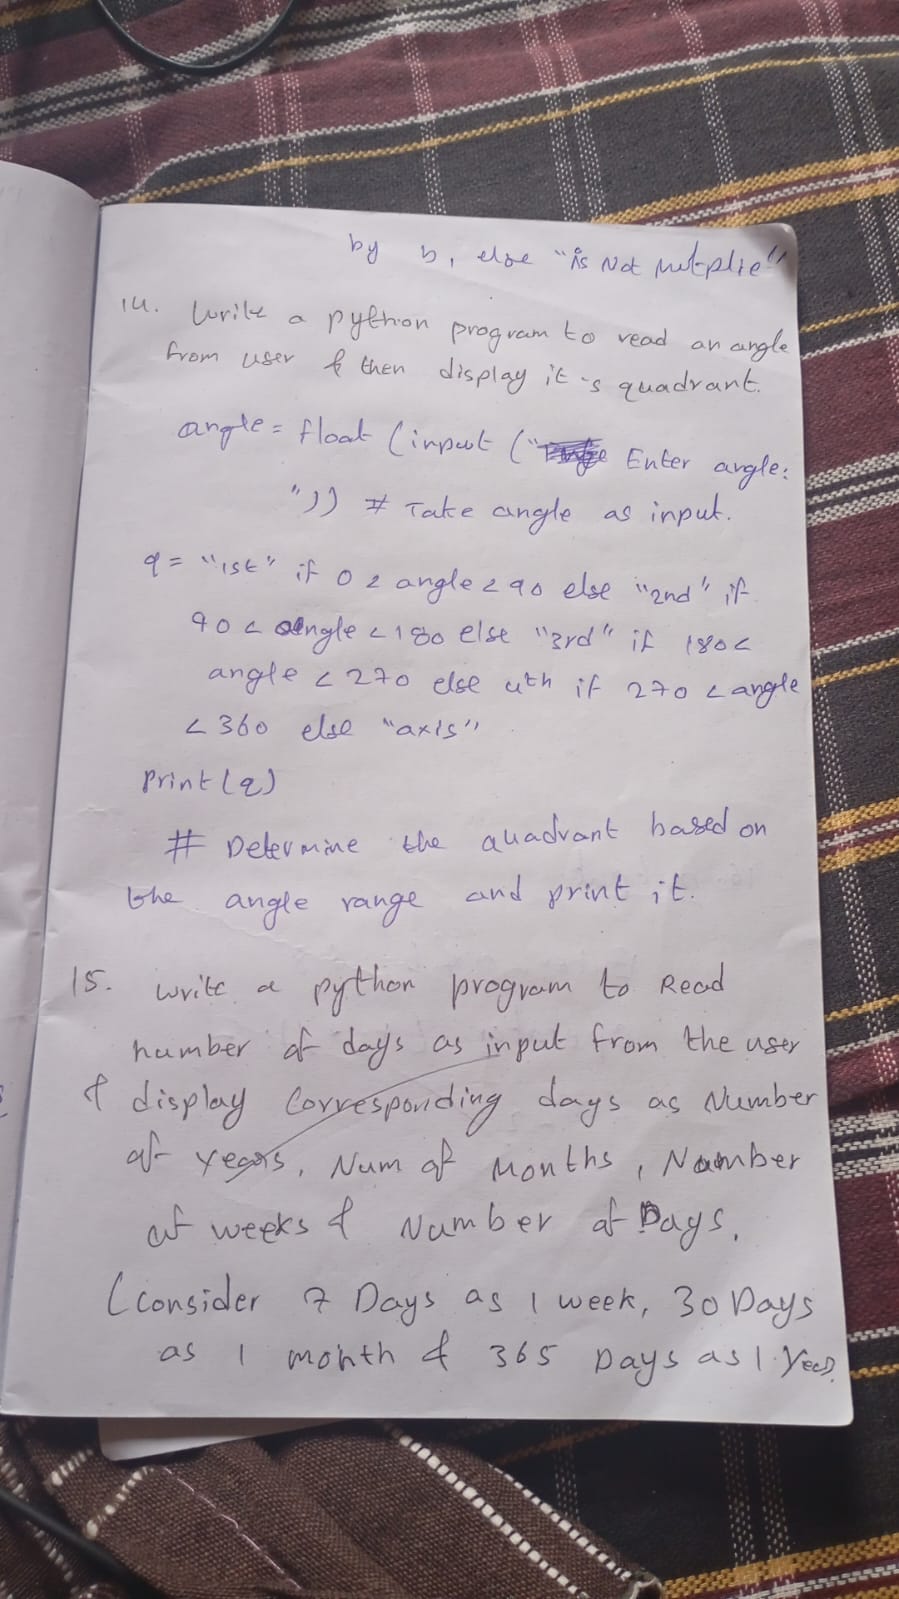 by b, else "is Not Mutplie"
14. Write a python program to read an angle
from user & then display it's quadrant.
angle = float (input (" Enter angle:
")) # Take angle as input.
q = "1st" if 0 < angle < 90 else "2nd" if
90 < angle < 180 else "3rd" if 180 <
angle < 270 else 4th if 270 < angle
< 360 else "axis"
Print (q)
# Determine the quadrant based on
the angle range and print it.
15. Write a python program to Read
number of days as input from the user
& display Corresponding days as Number
of years, Num of Months, Number
of weeks & Number of Days.
(consider 7 Days as 1 week, 30 Days
as 1 month & 365 Days as 1 Year.